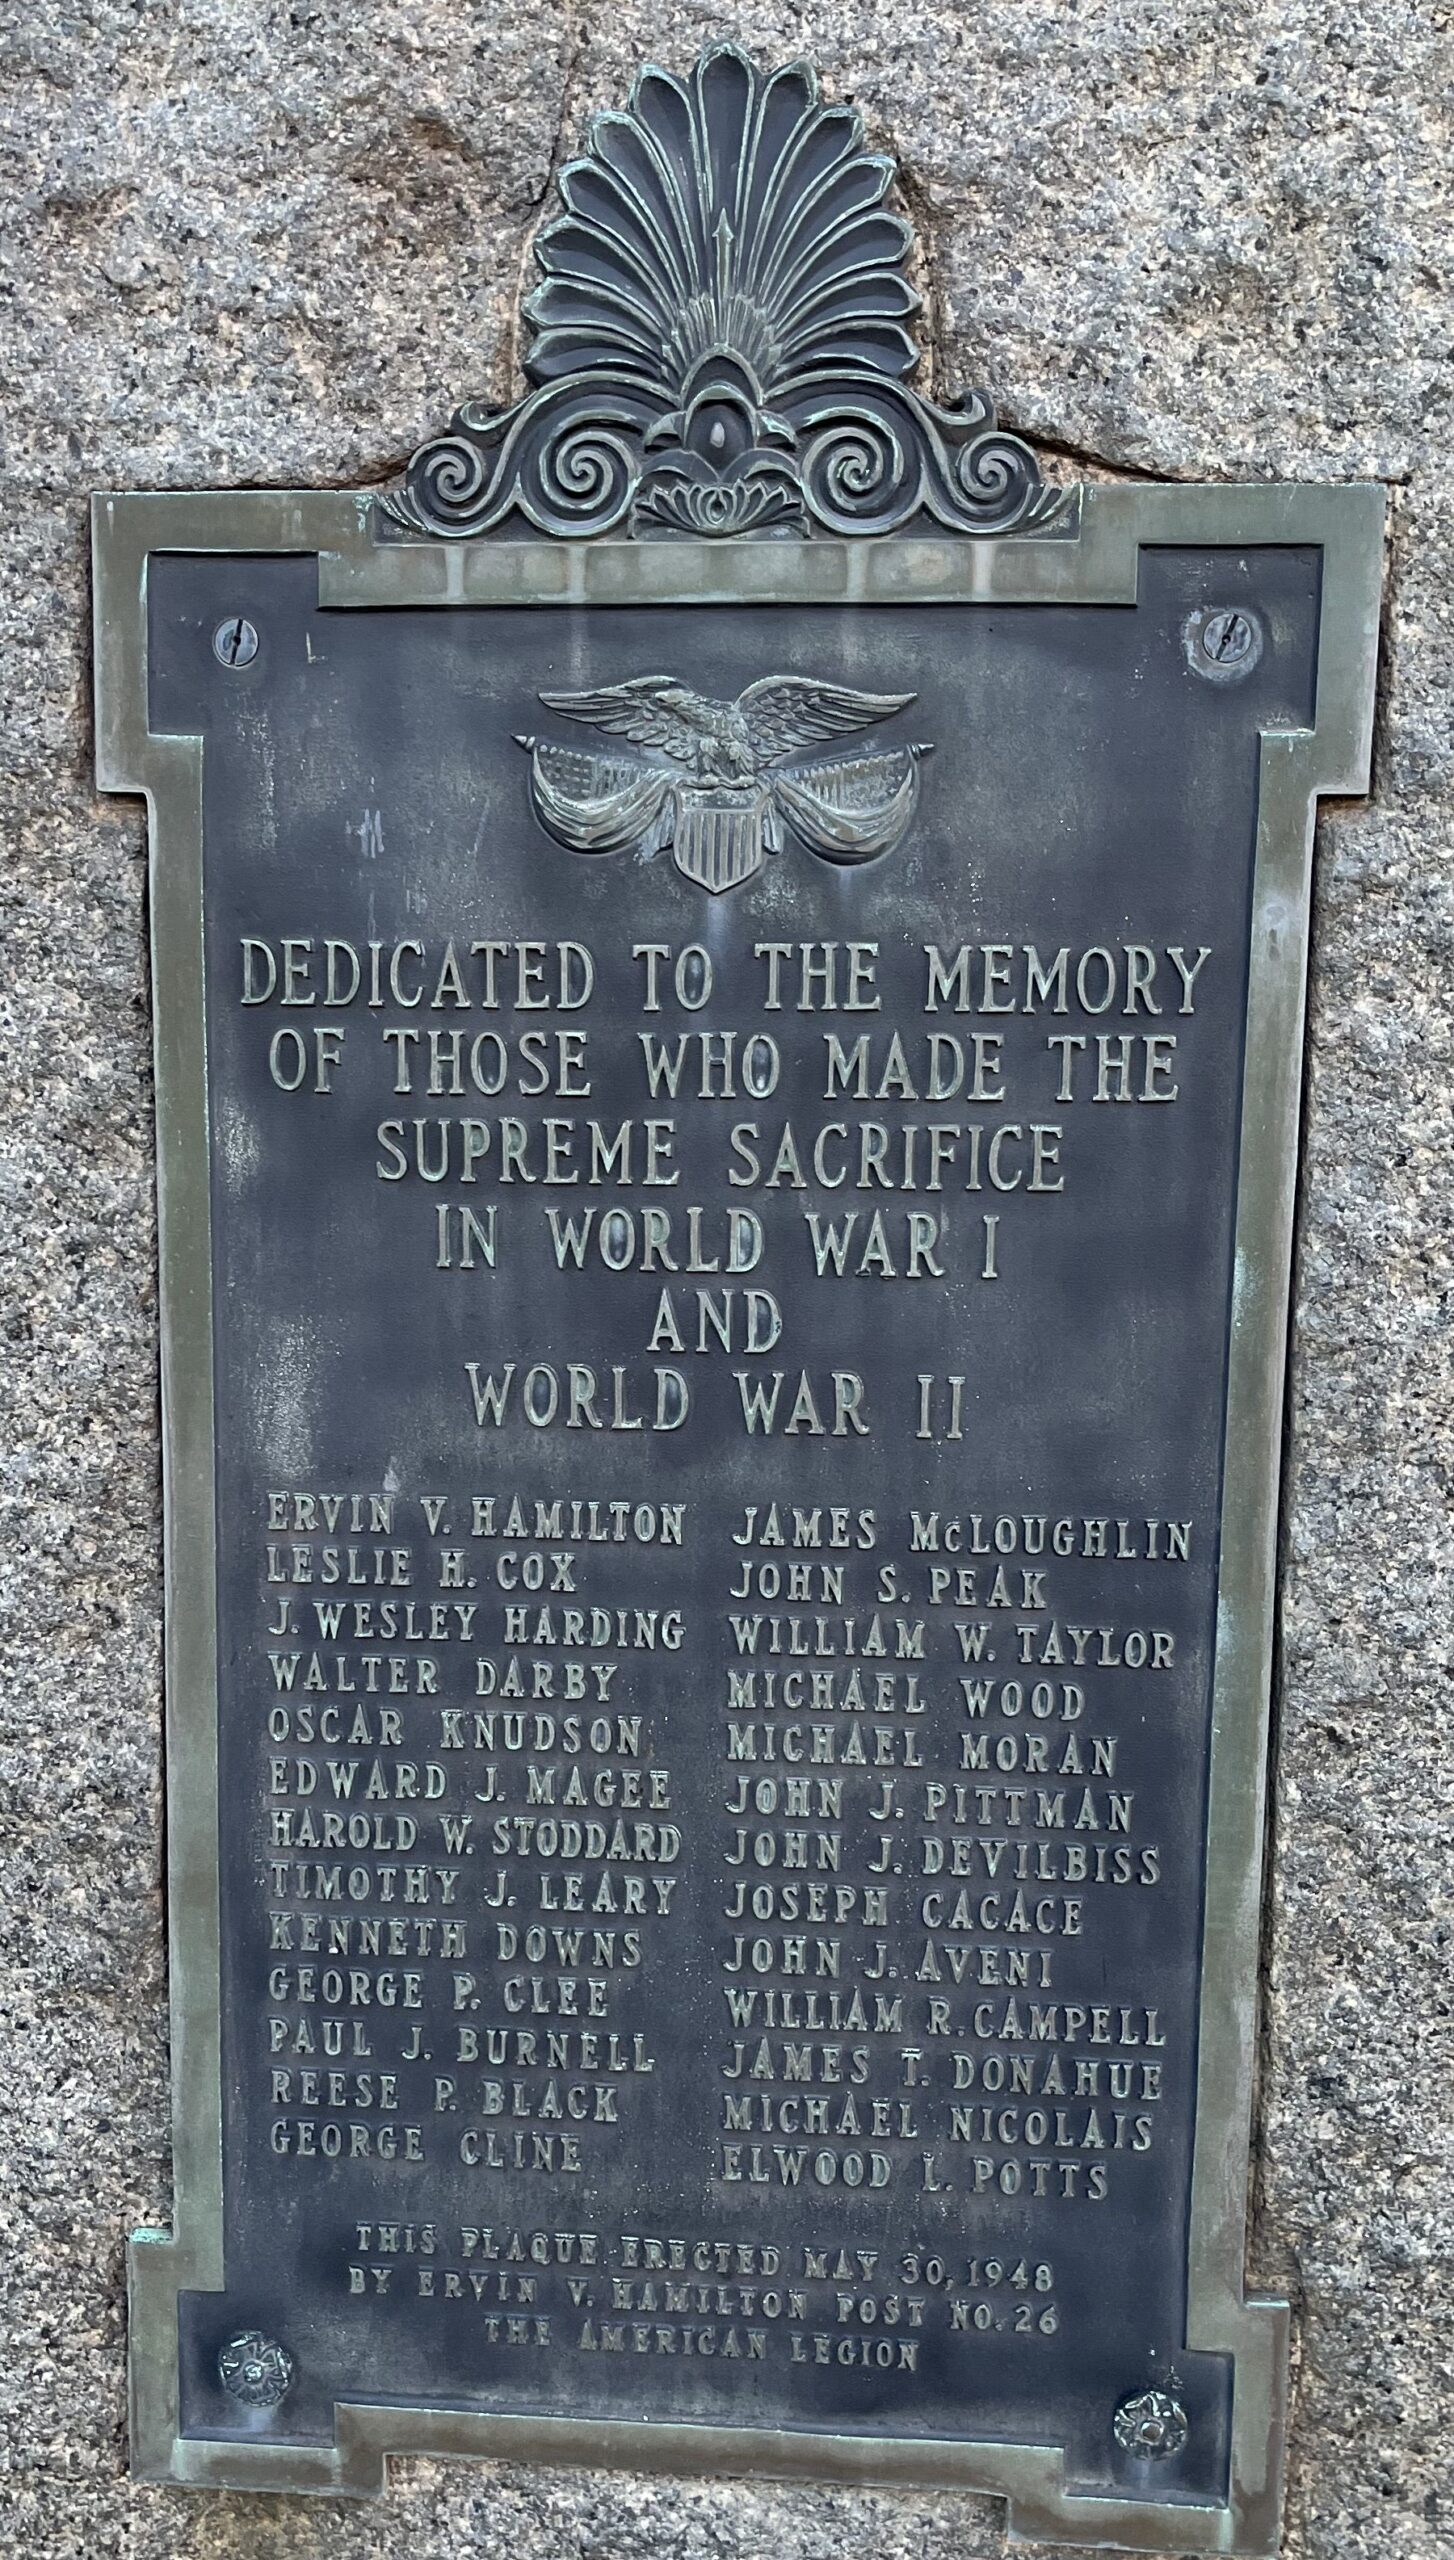 DEDICATED TO THE MEMORY
OF THOSE WHO MADE THE
SUPREME SACRIFICE
IN WORLD WAR I
AND
WORLD WAR II
ERVIN V. HAMILTON
LESLIE H. COX
J. WESLEY HARDING
WALTER DARBY
OSCAR KNUDSON
EDWARD J. MAGEE
HAROLD W. STODDARD
TIMOTHY J. LEARY
KENNETH DOWNS
GEORGE P. CLEE
PAUL J. BURNELL
REESE P. BLACK
GEORGE CLINE
JAMES McLOUGHLIN
JOHN S. PEAK
WILLIAM W. TAYLOR
MICHAEL WOOD
MICHAEL MORAN
JOHN J. PITTMAN
JOHN J. DEVILBISS
JOSEPH CACACE
JOHN J. AVENI
WILLIAM R. CAMPELL
JAMES T. DONAHUE
MICHAEL NICOLAIS
ELWOOD L. POTTS
THIS PLAQUE ERECTED MAY 30, 1948
BY ERVIN V. HAMILTON POST NO. 26
THE AMERICAN LEGION